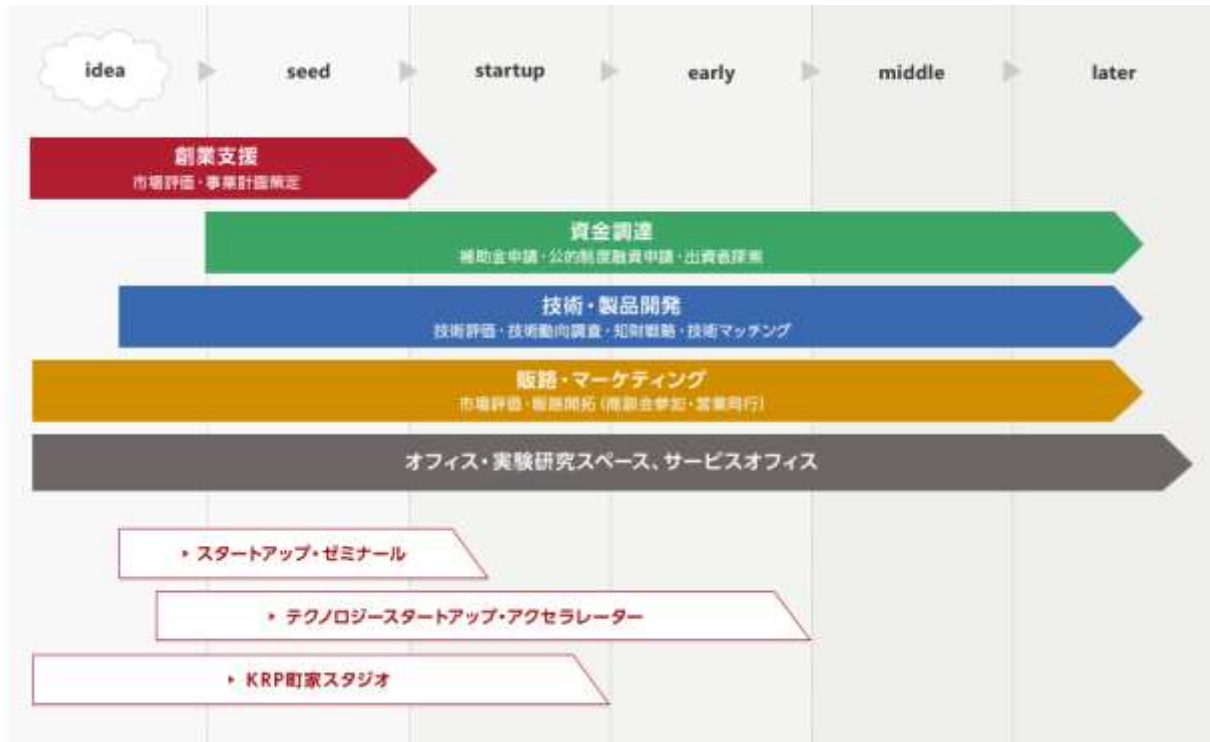 idea
seed
startup
early
middle
later
創業支援
市場評価・事業計画策定
資金調達
補助金申請・公的制度融資申請・出資者探索
技術・製品開発
技術評価・技術動向調査・知財戦略・技術マッチング
販路・マーケティング
市場評価・販路開拓（商談会参加・営業同行）
オフィス・実験研究スペース、サービスオフィス
スタートアップ・ゼミナール
テクノロジースタートアップ・アクセラレーター
KRP町家スタジオ